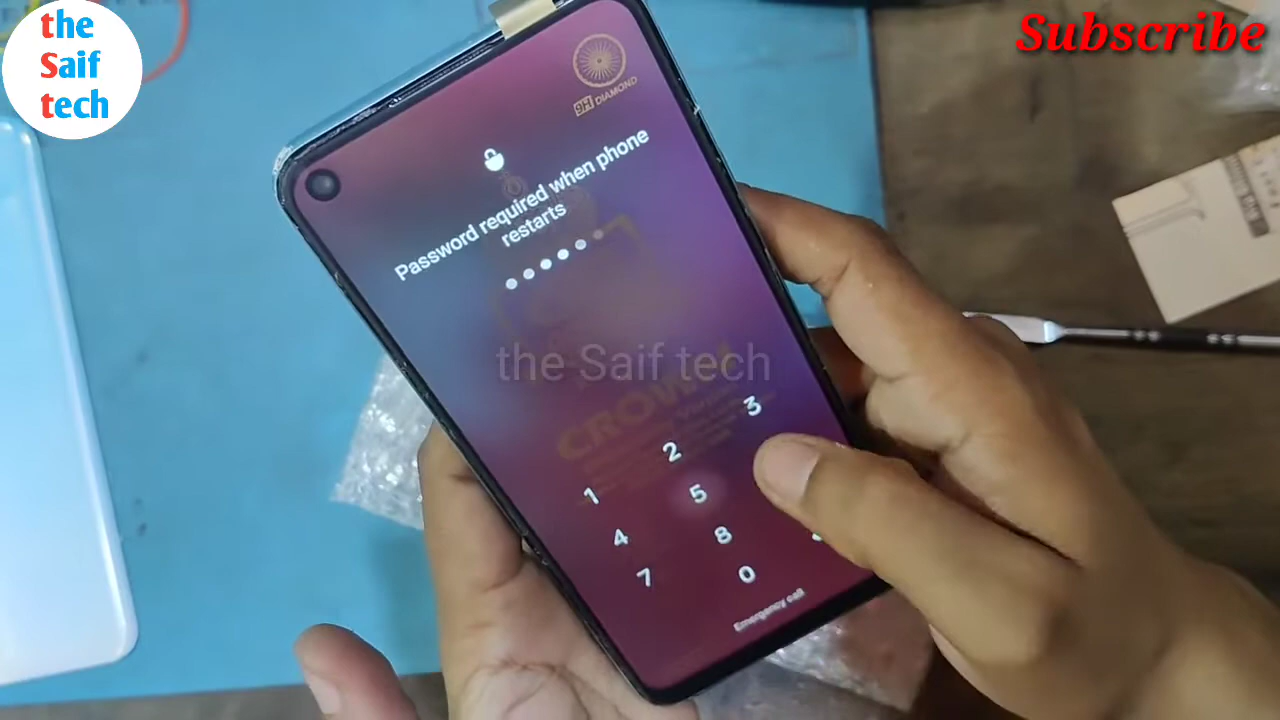 the
Saif
tech
Subscribe
9H DIAMOND
Password required when phone
restarts
the Saif tech
CROWN
1
2
3
4
5
7
8
0
Emergency call